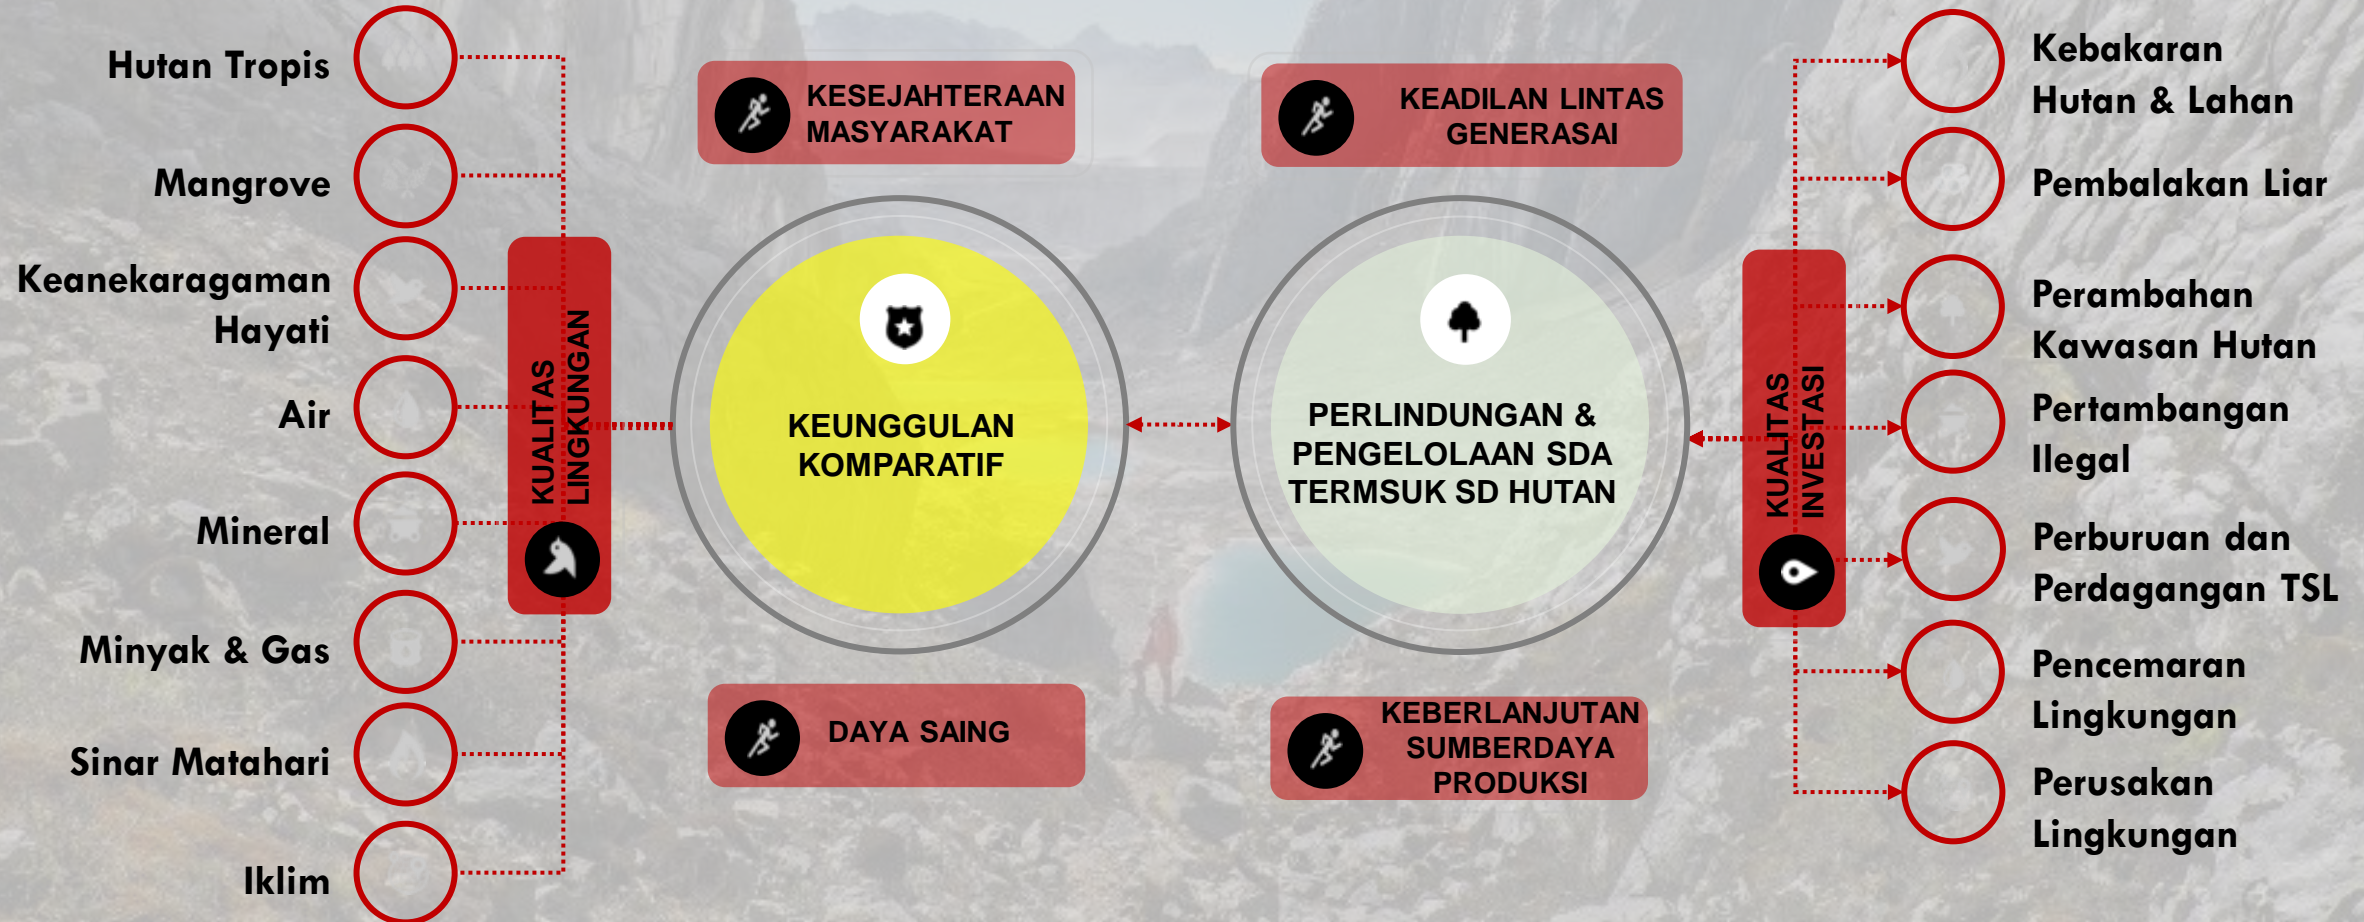 Hutan Tropis
Mangrove
Keanekaragaman
Hayati
Air
Mineral
Minyak & Gas
Sinar Matahari
Iklim
KUALITAS
LINGKUNGAN
KESEJAHTERAAN
MASYARAKAT
KEUNGGULAN
KOMPARATIF
DAYA SAING
KEADILAN LINTAS
GENERASAI
PERLINDUNGAN &
PENGELOLAAN SDA
TERMSUK SD HUTAN
KEBERLANJUTAN
SUMBERDAYA
PRODUKSI
KUALITAS
INVESTASI
Kebakaran
Hutan & Lahan
Pembalakan Liar
Perambahan
Kawasan Hutan
Pertambangan
Ilegal
Perburuan dan
Perdagangan TSL
Pencemaran
Lingkungan
Perusakan
Lingkungan